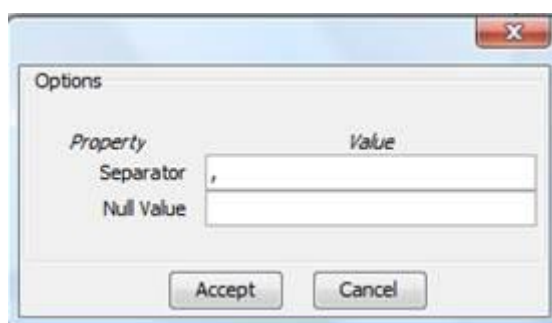 Options
Property Value
Separator ,
Null Value
Accept Cancel